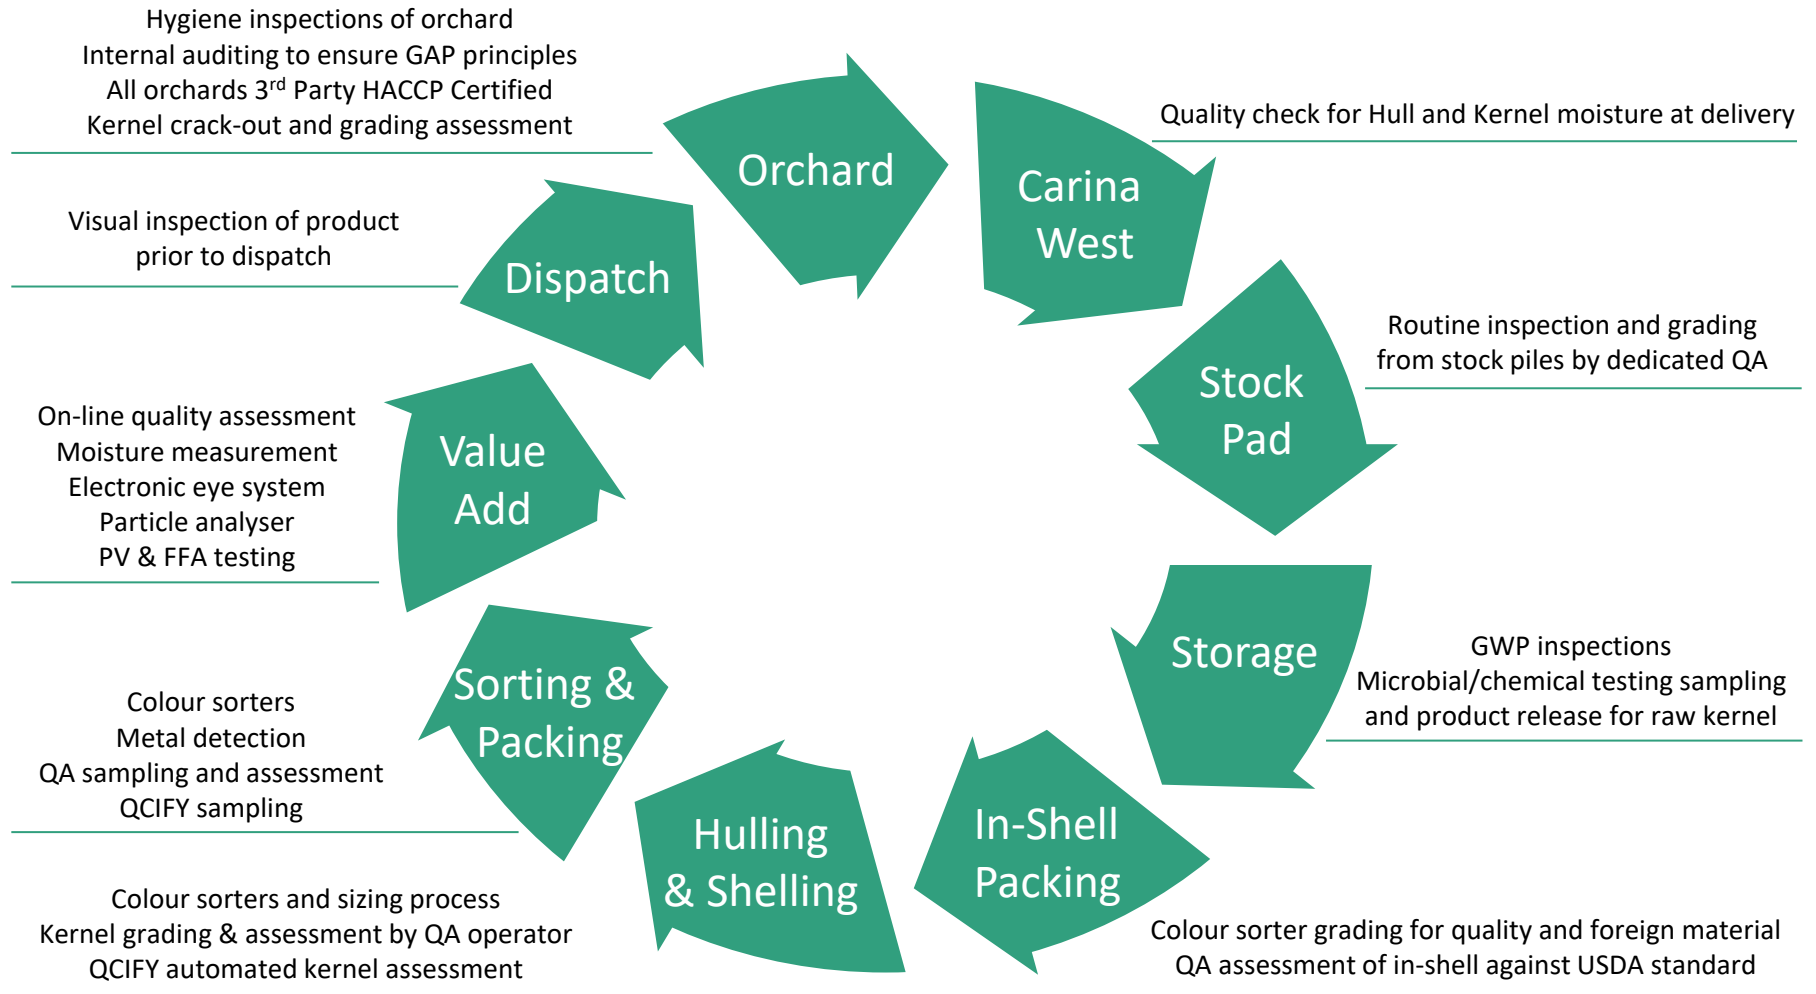 Hygiene inspections of orchard
Internal auditing to ensure GAP principles
All orchards 3rd Party HACCP Certified
Kernel crack-out and grading assessment
Orchard
Quality check for Hull and Kernel moisture at delivery
Carina
West
Routine inspection and grading
from stock piles by dedicated QA
Stock
Pad
GWP inspections
Microbial/chemical testing sampling
and product release for raw kernel
Storage
Colour sorter grading for quality and foreign material
QA assessment of in-shell against USDA standard
In-Shell
Packing
Colour sorters and sizing process
Kernel grading & assessment by QA operator
QCIFY automated kernel assessment
Hulling
& Shelling
Colour sorters
Metal detection
QA sampling and assessment
QCIFY sampling
Sorting &
Packing
On-line quality assessment
Moisture measurement
Electronic eye system
Particle analyser
PV & FFA testing
Value
Add
Visual inspection of product
prior to dispatch
Dispatch